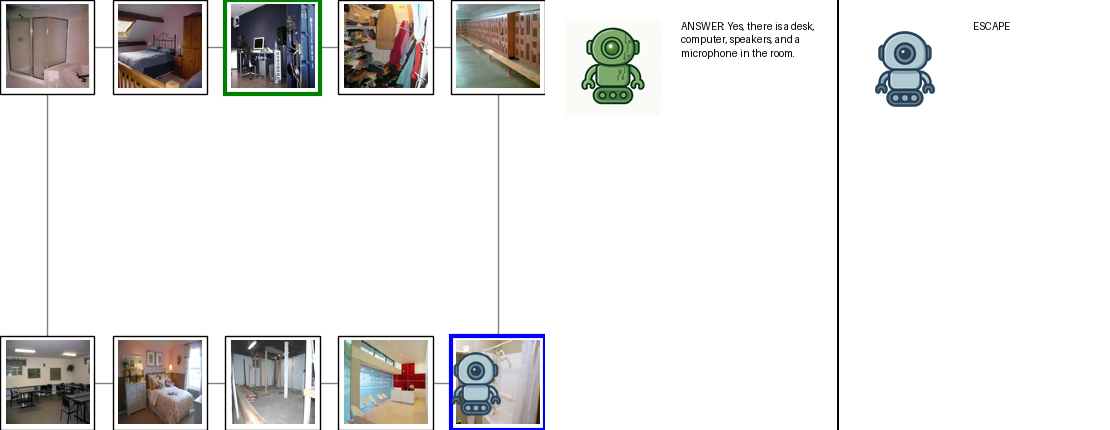 ANSWER: Yes, there is a desk,
computer, speakers, and a
microphone in the room.
ESCAPE